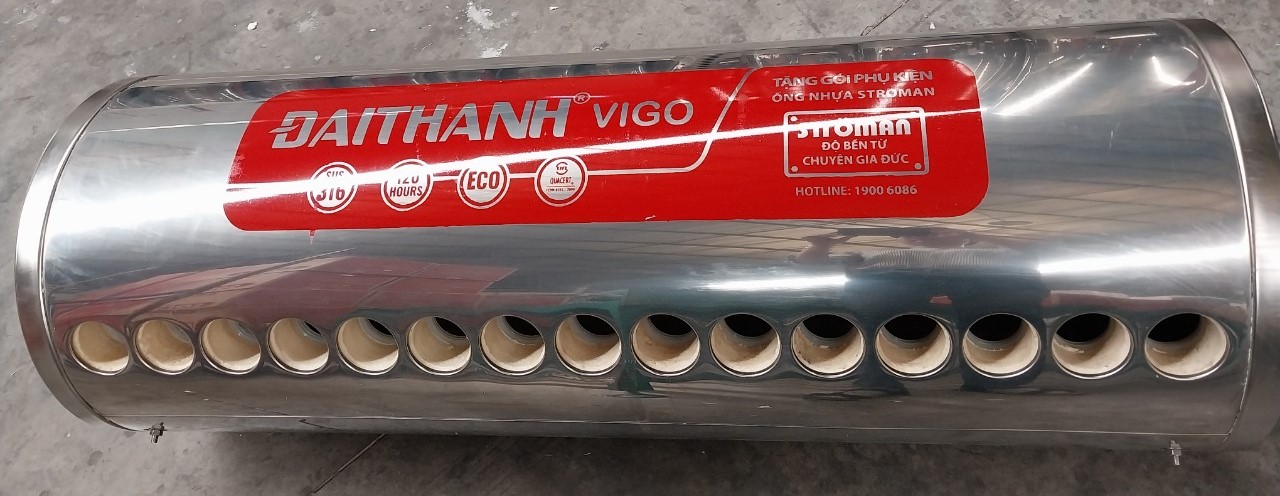 ĐAITHANH® VIGO
SUS
316
120
HOURS
ECO
QUACERT
TẶNG GÓI PHỤ KIỆN
ỐNG NHỰA STROMAN
STROMAN
ĐỘ BỀN TỪ
CHUYÊN GIA ĐỨC
HOTLINE: 1900 6086